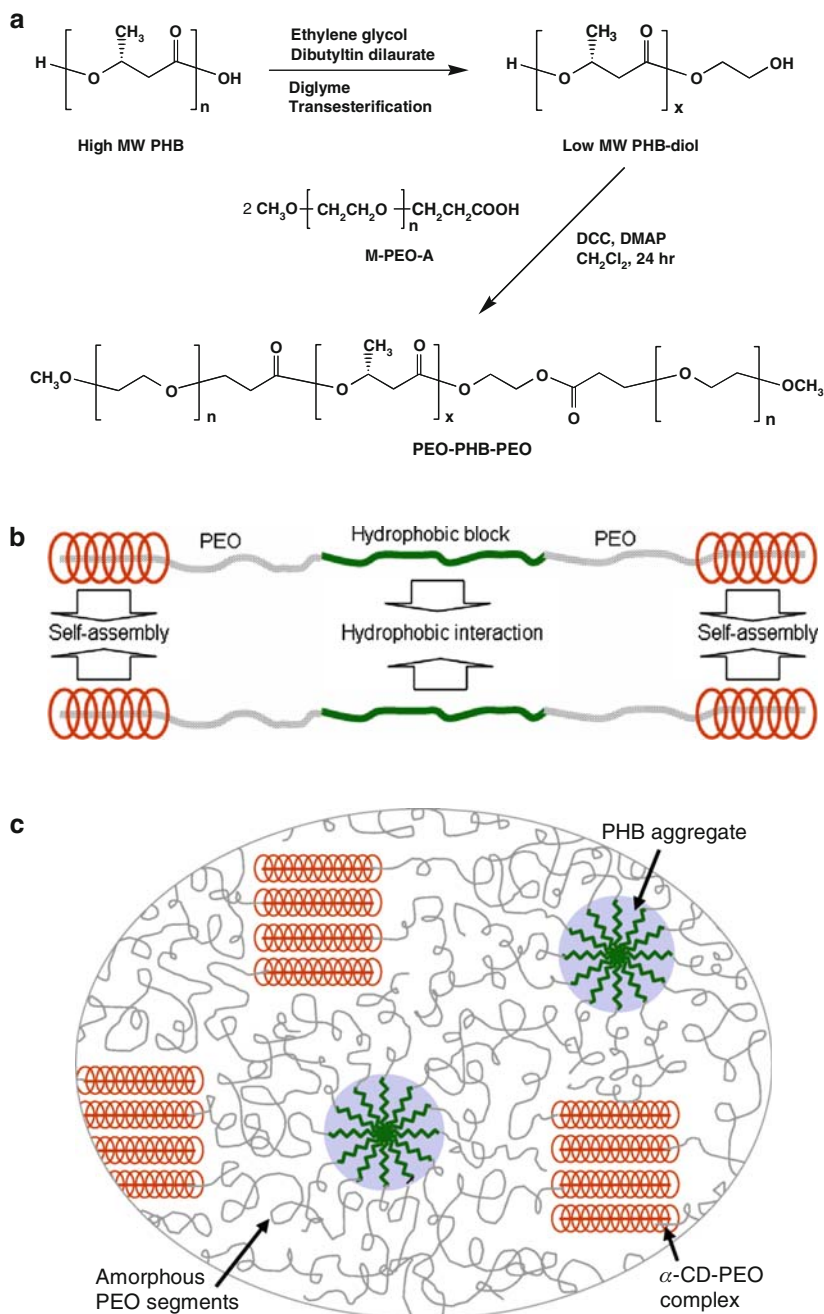 a
CH₃ O
H O OH
n
High MW PHB
Ethylene glycol
Dibutyltin dilaurate
Diglyme
Transesterification
CH₃ O
H O O OH
x
Low MW PHB-diol
2 CH₃O CH₂CH₂O CH₂CH₂COOH
n
M-PEO-A
DCC, DMAP
CH₂Cl₂, 24 hr
O CH₃ O
CH₃O O O O O O OCH₃
n x O n
PEO-PHB-PEO
b
PEO Hydrophobic block PEO
Self-assembly Hydrophobic interaction Self-assembly
c
PHB aggregate
Amorphous
PEO segments
α-CD-PEO
complex